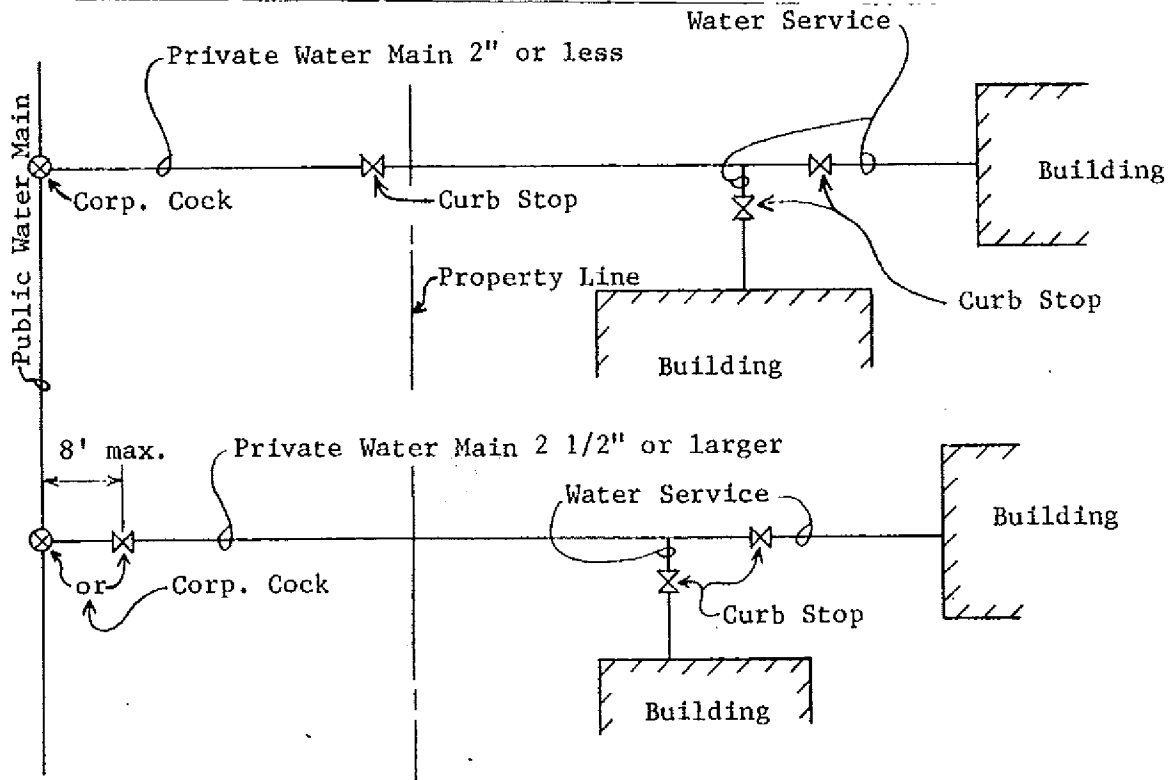 Water Service
Private Water Main 2" or less
Public Water Main
Building
Corp. Cock
Curb Stop
Property Line
Curb Stop
Building
8' max.
Private Water Main 2 1/2" or larger
Water Service
Building
or
Corp. Cock
Curb Stop
Building